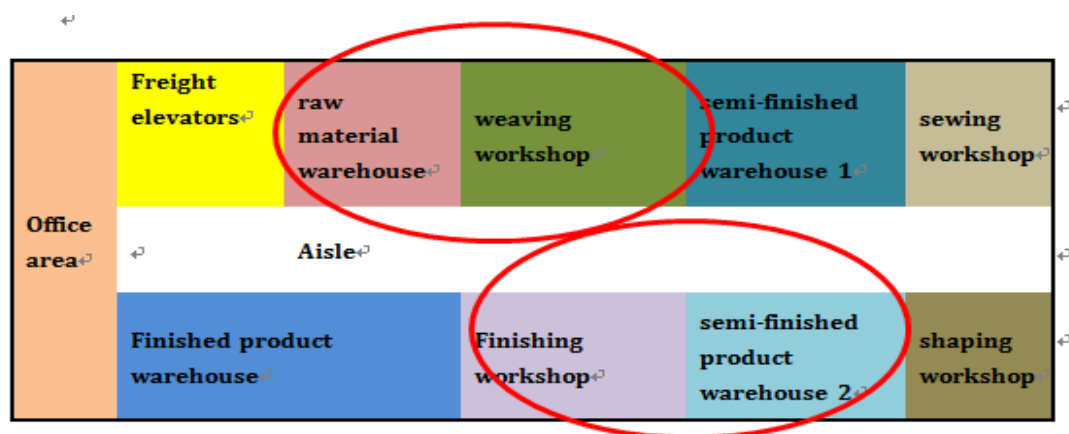 Freight
elevators
raw
material
warehouse
weaving
workshop
semi-finished
product
warehouse 1
sewing
workshop
Office
area
Aisle
Finished product
warehouse
Finishing
workshop
semi-finished
product
warehouse 2
shaping
workshop